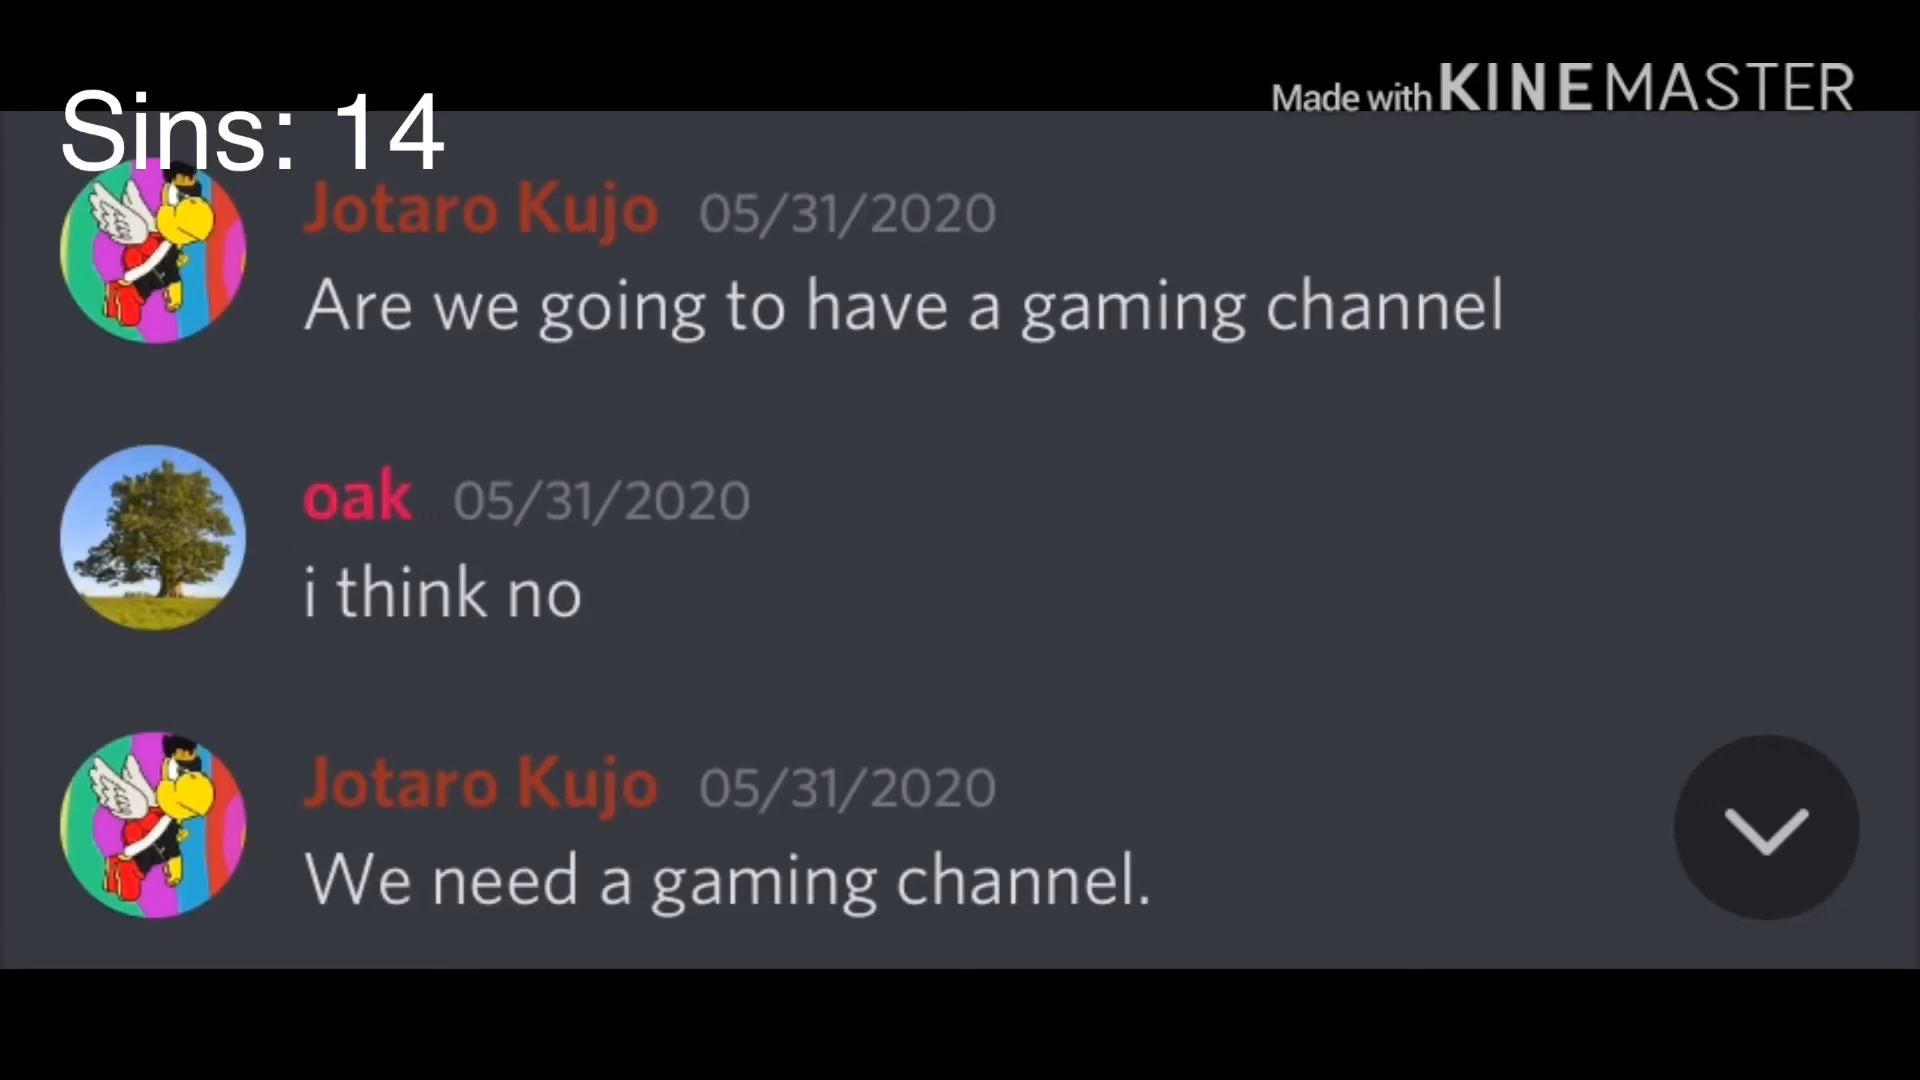 Made with KINEMASTER
Sins: 14
Jotaro Kujo 05/31/2020
Are we going to have a gaming channel
oak 05/31/2020
i think no
Jotaro Kujo 05/31/2020
We need a gaming channel.